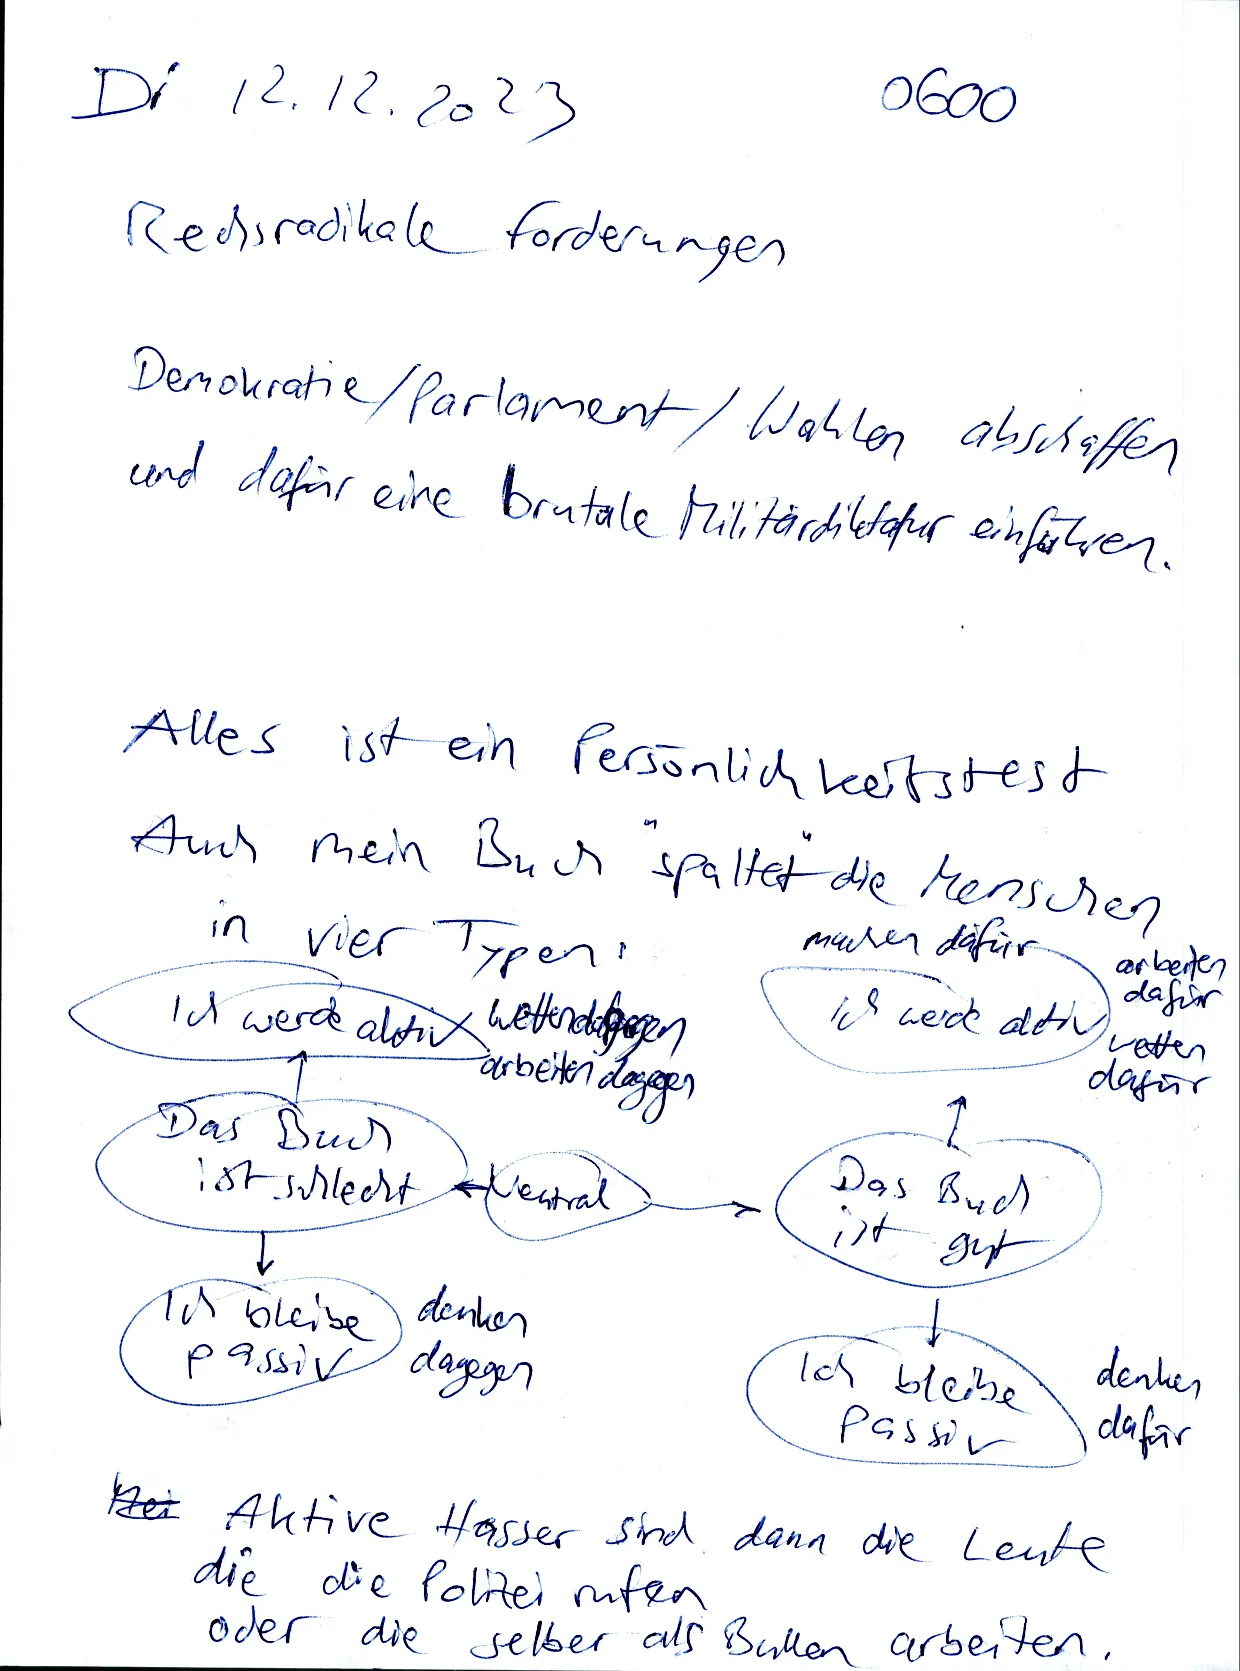 Di 12.12.2023 0600
Rechsradikale Forderungen
Demokratie/Parlament/Wahlen abschaffen
und dafür eine brutale Militärdiktatur einführen.
Alles ist ein Persönlichkeitstest
Auch mein Buch "spaltet" die Menschen
in vier Typen:
Ich werde aktiv
wetten dagegen
arbeiten dagegen
machen dafür
Ich werde aktiv
arbeiten
dafür
wetten
dafür
Das Buch
ist schlecht
Neutral
Das Buch
ist gut
Ich bleibe
passiv
denken
dagegen
Ich bleibe
passiv
denken
dafür
Aktive Hasser sind dann die Leute
die die Polizei rufen
oder die selber als Bullen arbeiten.